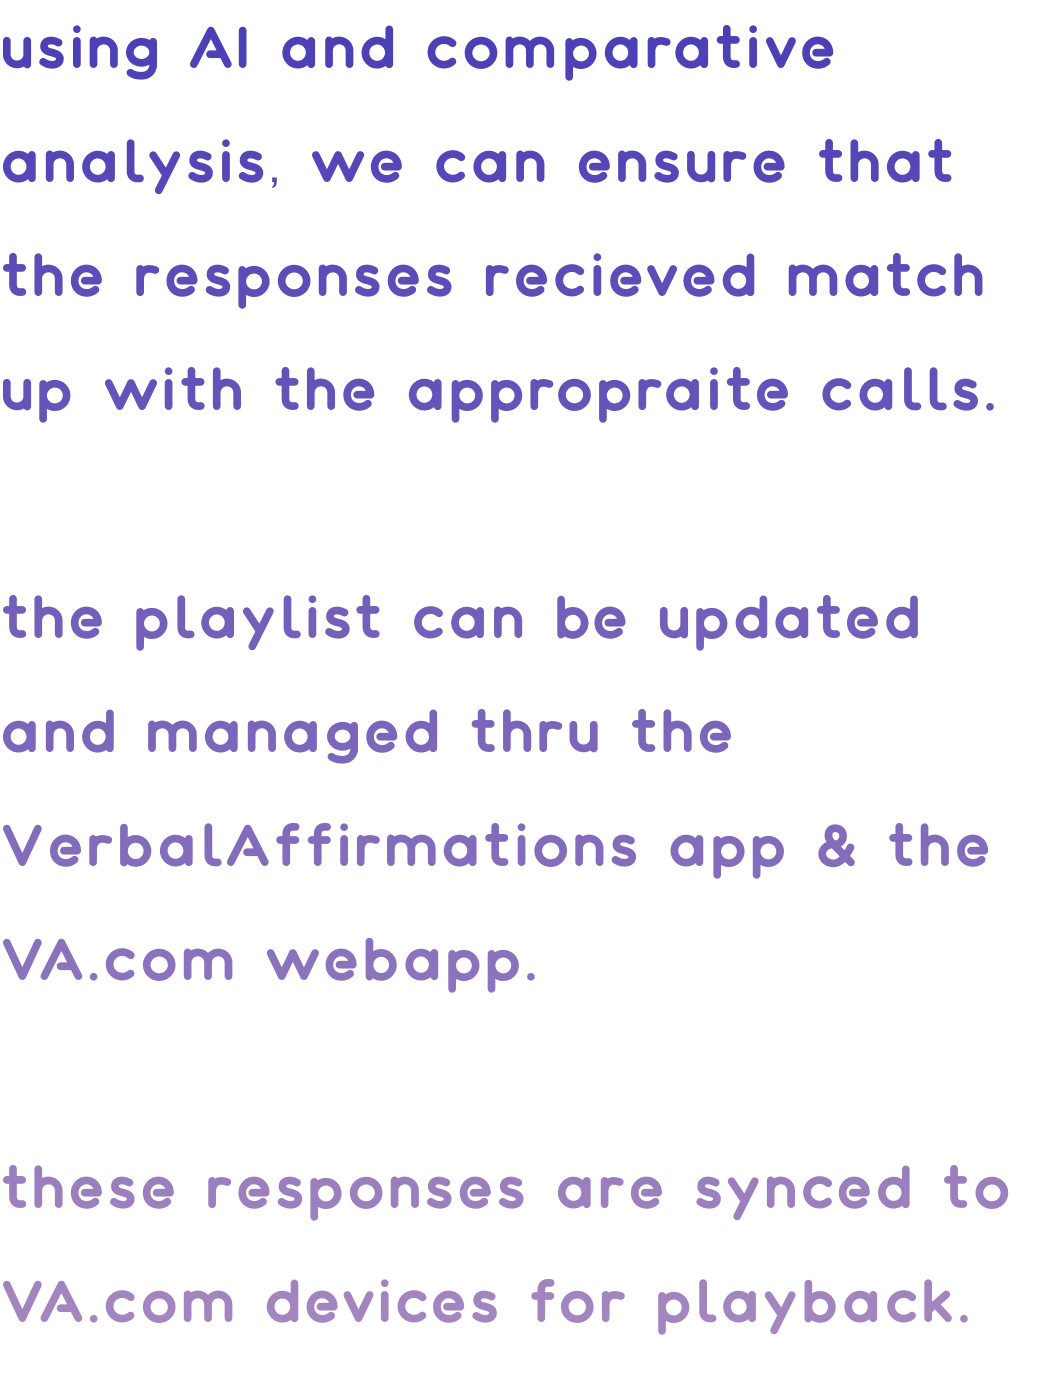 using AI and comparative
analysis, we can ensure that
the responses recieved match
up with the appropraite calls.
the playlist can be updated
and managed thru the
VerbalAffirmations app & the
VA.com webapp.
these responses are synced to
VA.com devices for playback.